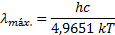 λmáx. = hc / 4,9651 kT